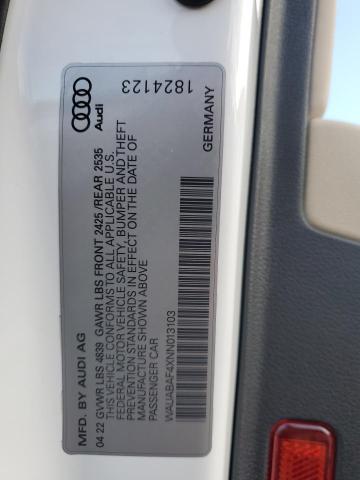 Audi
1824123
GERMANY
MFD. BY AUDI AG
04 22 GVWR LBS 4839 GAWR LBS FRONT 2425 /REAR 2535
THIS VEHICLE CONFORMS TO ALL APPLICABLE U.S.
FEDERAL MOTOR VEHICLE SAFETY, BUMPER AND THEFT
PREVENTION STANDARDS IN EFFECT ON THE DATE OF
MANUFACTURE SHOWN ABOVE
PASSENGER CAR
WAUABAF4XNN013103